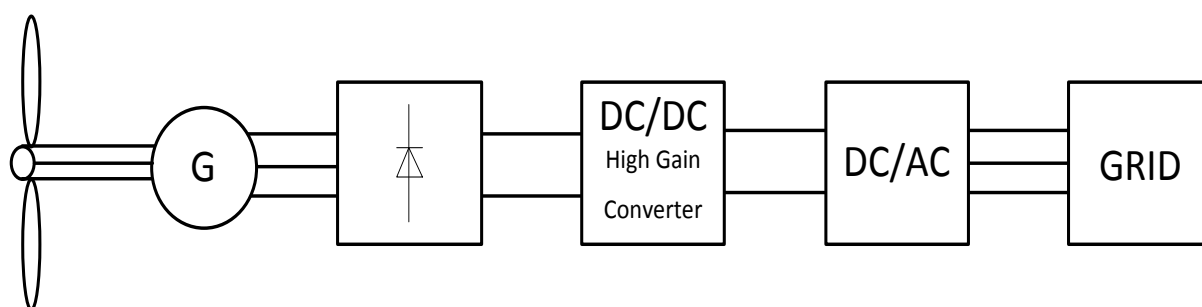 G
DC/DC
High Gain
Converter
DC/AC
GRID